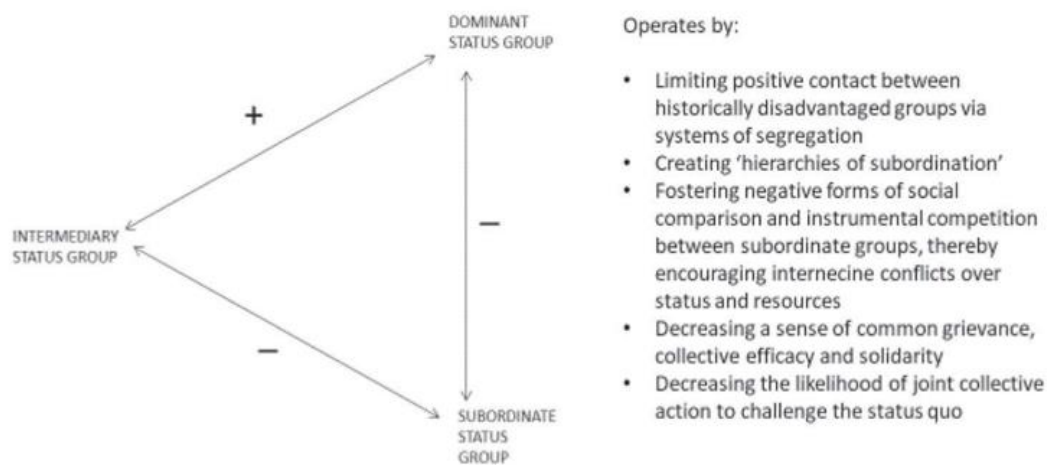 DOMINANT
STATUS GROUP
+
INTERMEDIARY
STATUS GROUP
−
−
SUBORDINATE
STATUS
GROUP
Operates by:
• Limiting positive contact between
historically disadvantaged groups via
systems of segregation
• Creating ‘hierarchies of subordination’
• Fostering negative forms of social
comparison and instrumental competition
between subordinate groups, thereby
encouraging internecine conflicts over
status and resources
• Decreasing a sense of common grievance,
collective efficacy and solidarity
• Decreasing the likelihood of joint collective
action to challenge the status quo